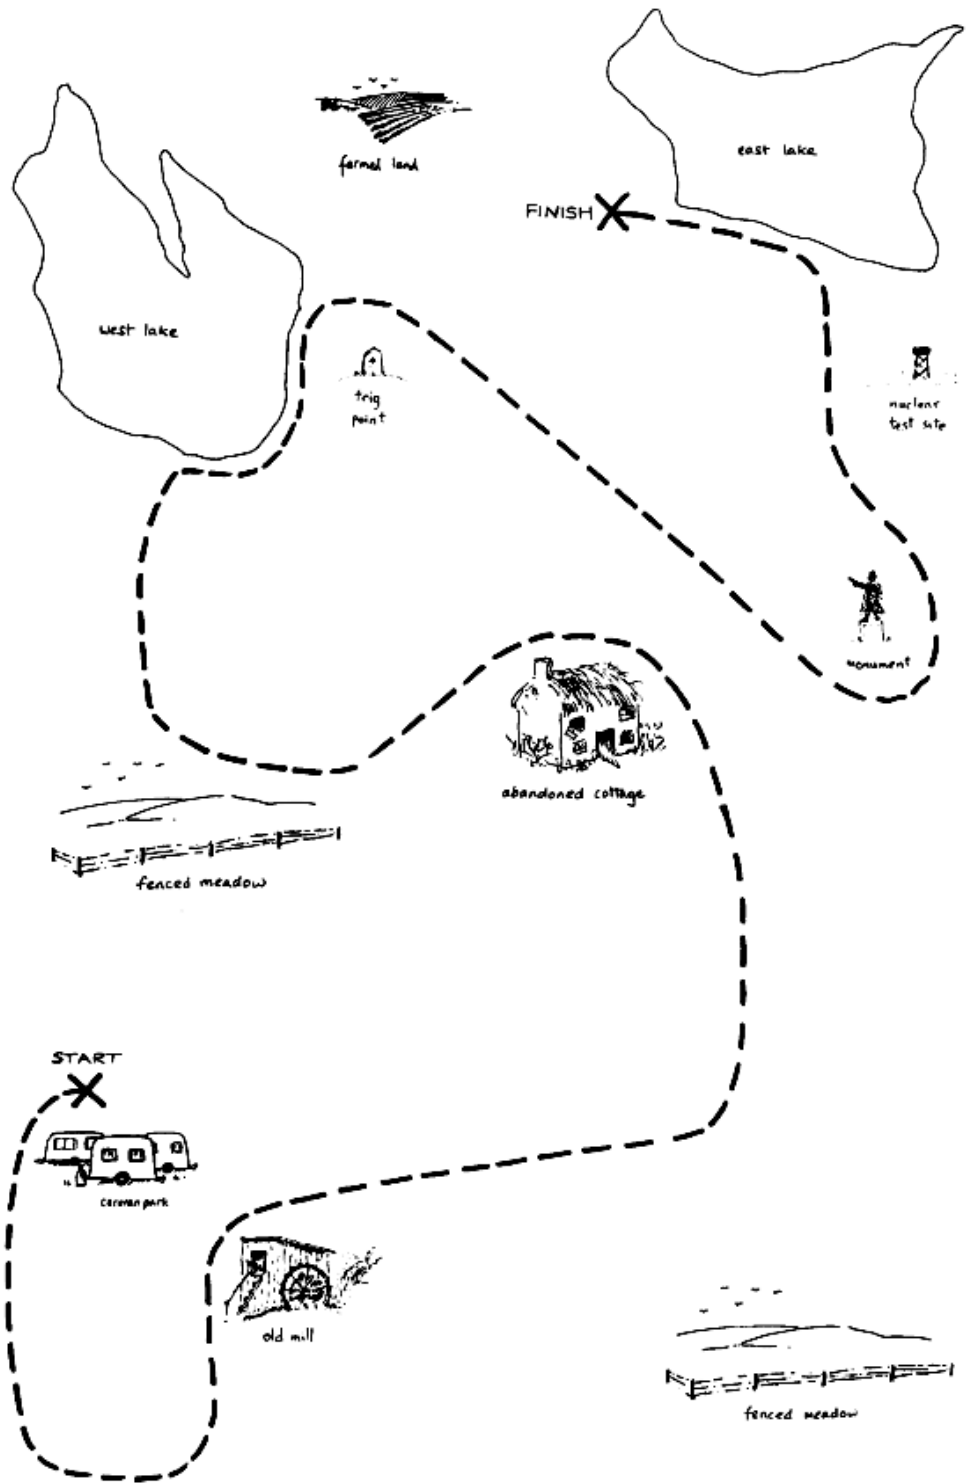 farmed land
east lake
FINISH
west lake
trig
point
nuclear
test site
monument
abandoned cottage
fenced meadow
START
caravan park
old mill
fenced meadow